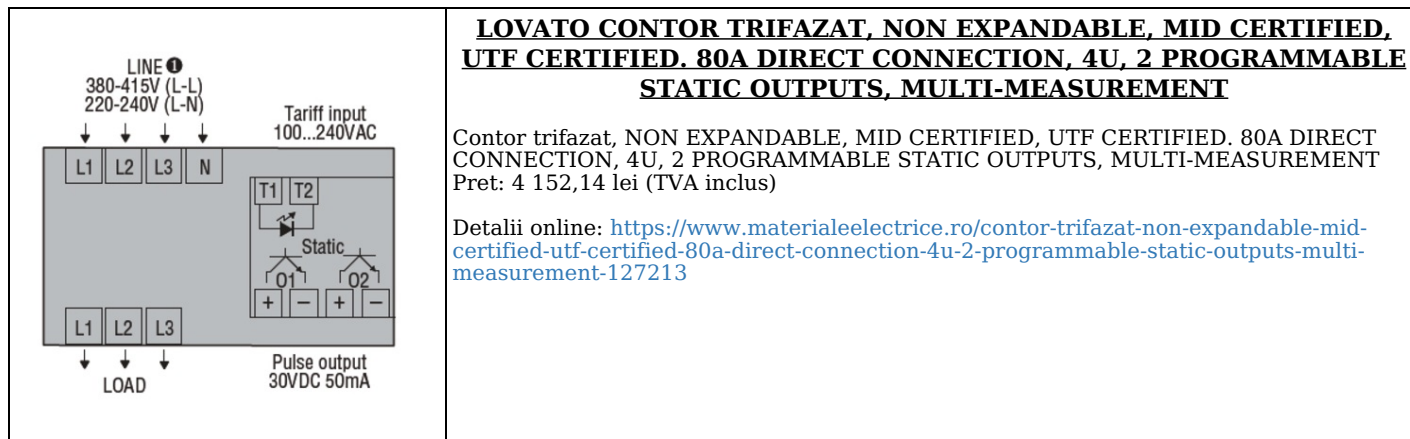 LINE ❶
380-415V (L-L)
220-240V (L-N)
Tariff input
100...240VAC
L1 L2 L3 N
T1 T2
Static
O1 O2
+ − + −
L1 L2 L3
LOAD
Pulse output
30VDC 50mA
LOVATO CONTOR TRIFAZAT, NON EXPANDABLE, MID CERTIFIED,
UTF CERTIFIED. 80A DIRECT CONNECTION, 4U, 2 PROGRAMMABLE
STATIC OUTPUTS, MULTI-MEASUREMENT
Contor trifazat, NON EXPANDABLE, MID CERTIFIED, UTF CERTIFIED. 80A DIRECT
CONNECTION, 4U, 2 PROGRAMMABLE STATIC OUTPUTS, MULTI-MEASUREMENT
Pret: 4 152,14 lei (TVA inclus)
Detalii online: https://www.materialeelectrice.ro/contor-trifazat-non-expandable-mid-
certified-utf-certified-80a-direct-connection-4u-2-programmable-static-outputs-multi-
measurement-127213